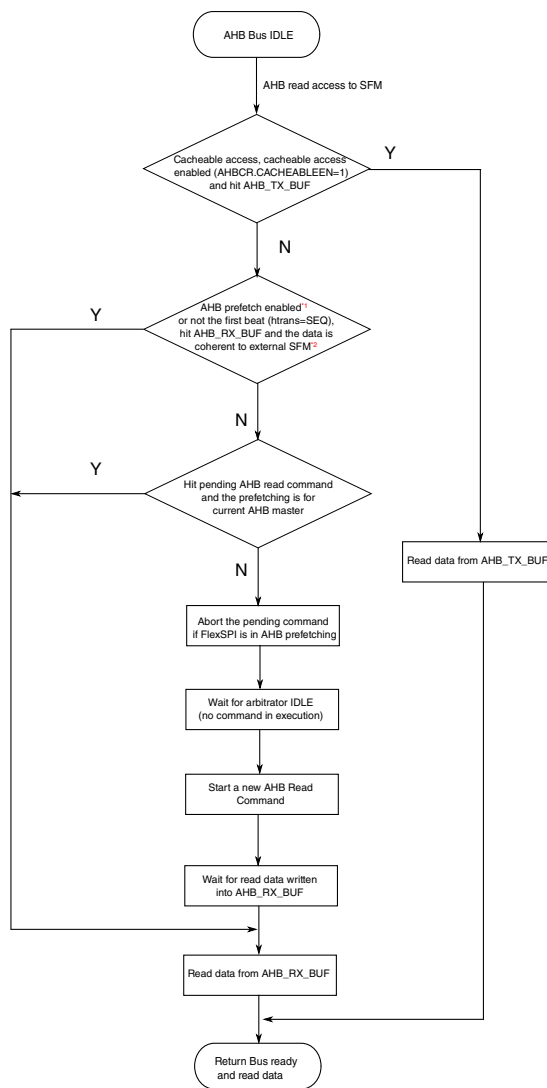 AHB Bus IDLE
AHB read access to SFM
Cacheable access, cacheable access
enabled (AHBCR.CACHEABLEEN=1)
and hit AHB_TX_BUF
Y
N
AHB prefetch enabled*1
or not the first beat (htrans=SEQ),
hit AHB_RX_BUF and the data is
coherent to external SFM*2
Y
N
Hit pending AHB read command
and the prefetching is for
current AHB master
Y
N
Read data from AHB_TX_BUF
Abort the pending command
if FlexSPI is in AHB prefetching
Wait for arbitrator IDLE
(no command in execution)
Start a new AHB Read
Command
Wait for read data written
into AHB_RX_BUF
Read data from AHB_RX_BUF
Return Bus ready
and read data